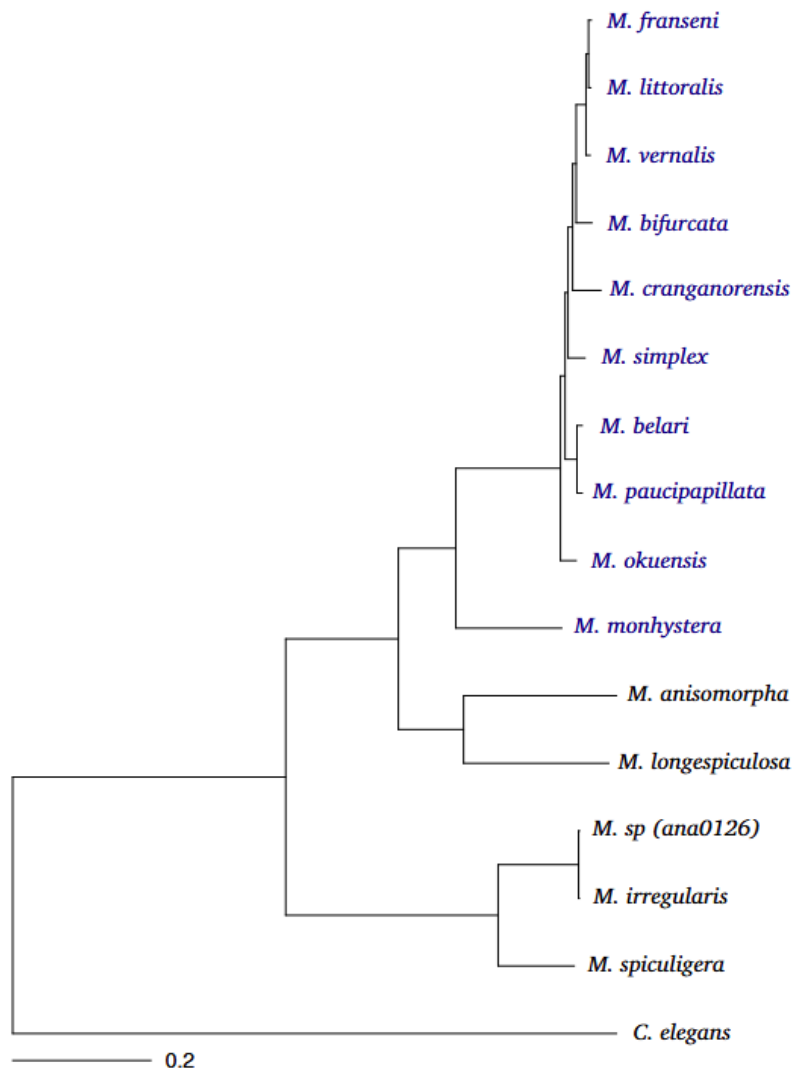 M. franseni
M. littoralis
M. vernalis
M. bifurcata
M. cranganorensis
M. simplex
M. belari
M. paucipapillata
M. okuensis
M. monhystera
M. anisomorpha
M. longespiculosa
M. sp (ana0126)
M. irregularis
M. spiculigera
C. elegans
0.2